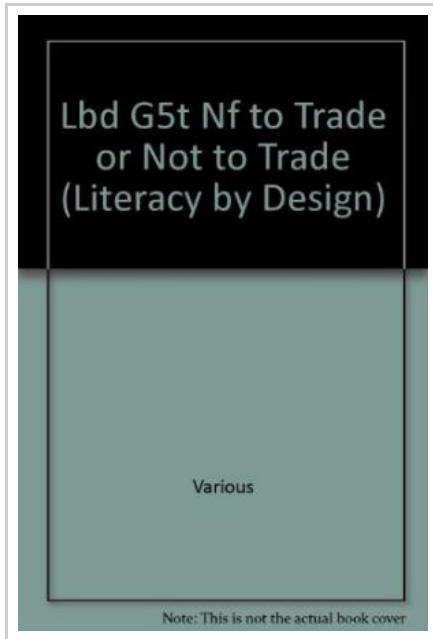 Lbd G5t Nf to Trade
or Not to Trade
(Literacy by Design)
Various
Note: This is not the actual book cover